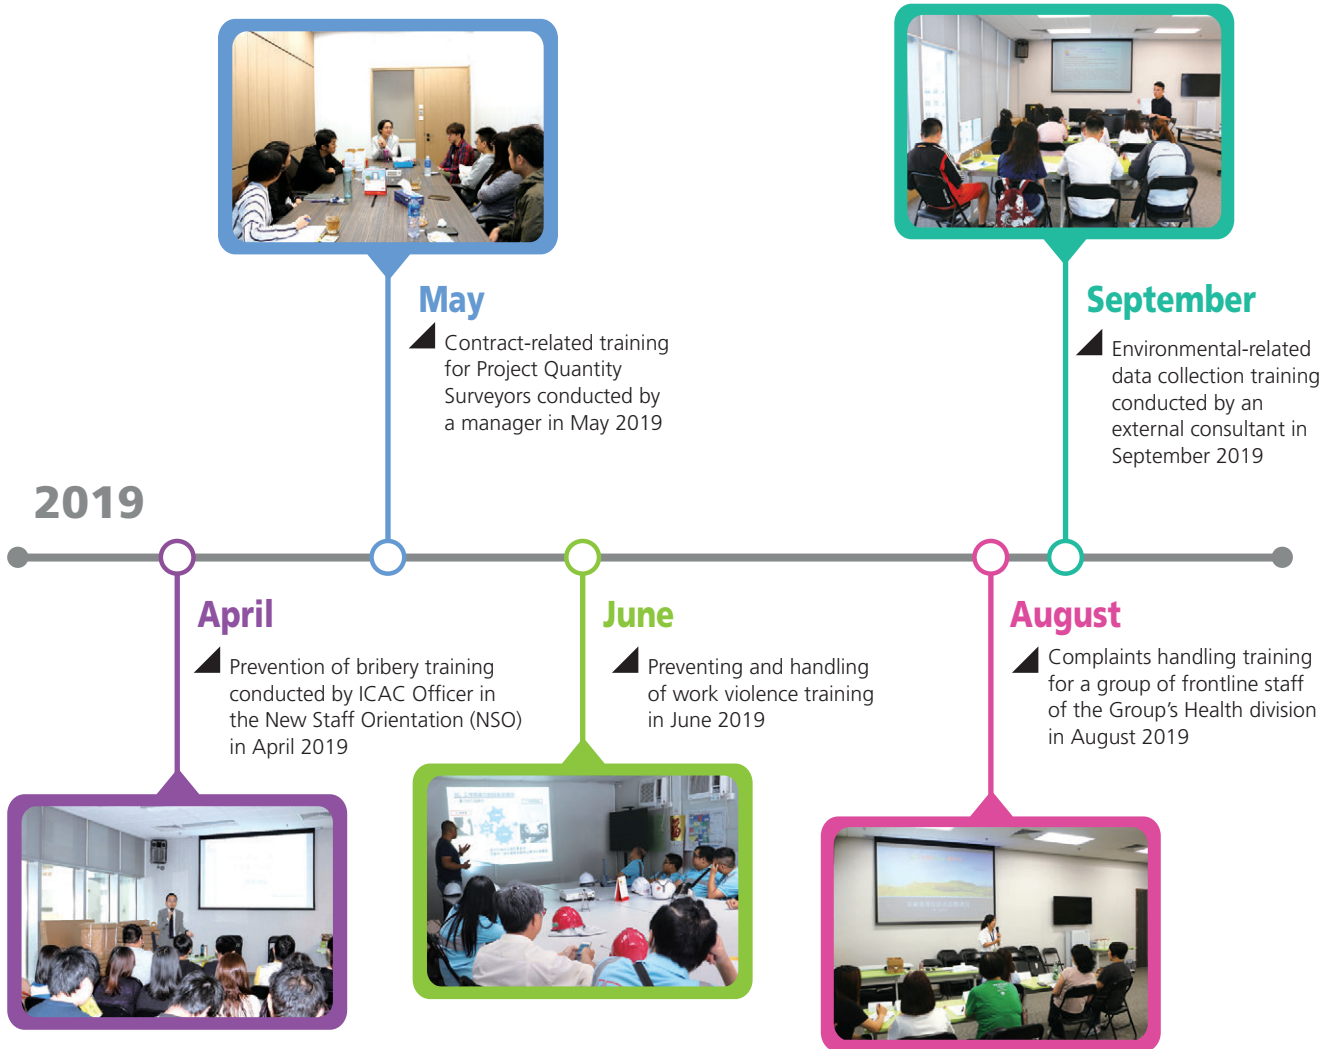 May
Contract-related training
for Project Quantity
Surveyors conducted by
a manager in May 2019
September
Environmental-related
data collection training
conducted by an
external consultant in
September 2019
2019
April
Prevention of bribery training
conducted by ICAC Officer in
the New Staff Orientation (NSO)
in April 2019
June
Preventing and handling
of work violence training
in June 2019
August
Complaints handling training
for a group of frontline staff
of the Group’s Health division
in August 2019